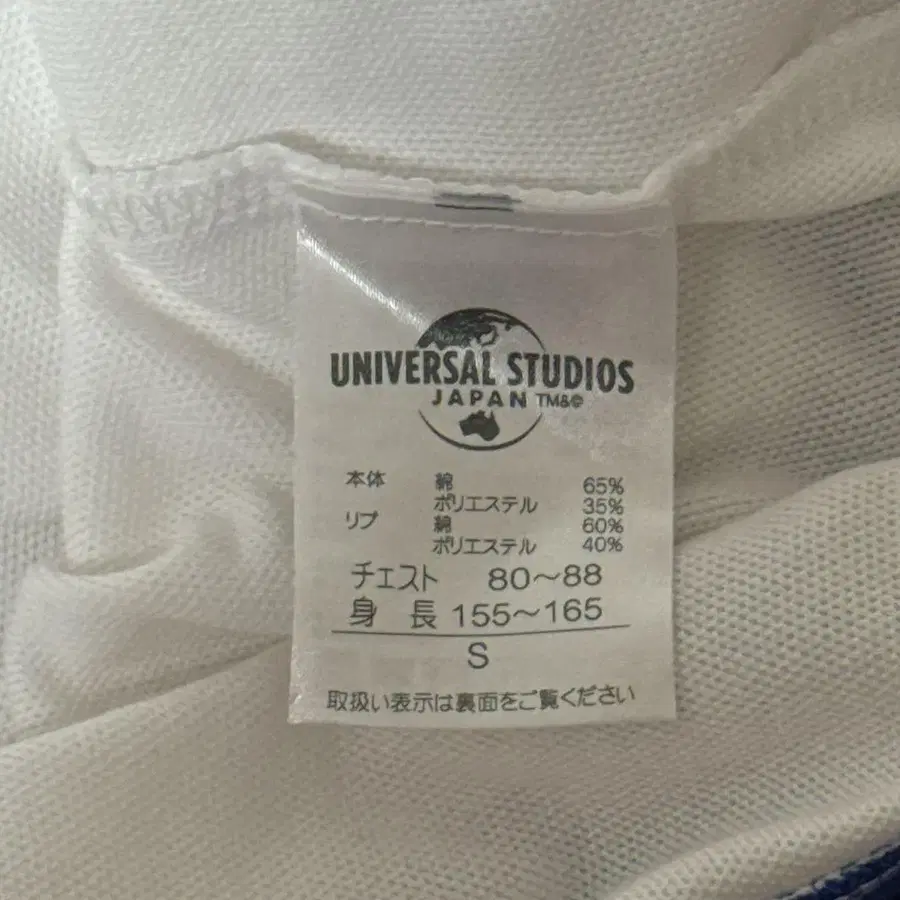 UNIVERSAL STUDIOS
JAPAN TM&©
本体 綿 65%
ポリエステル 35%
リブ 綿 60%
ポリエステル 40%
チェスト 80～88
身 長 155～165
S
取扱い表示は裏面をご覧ください